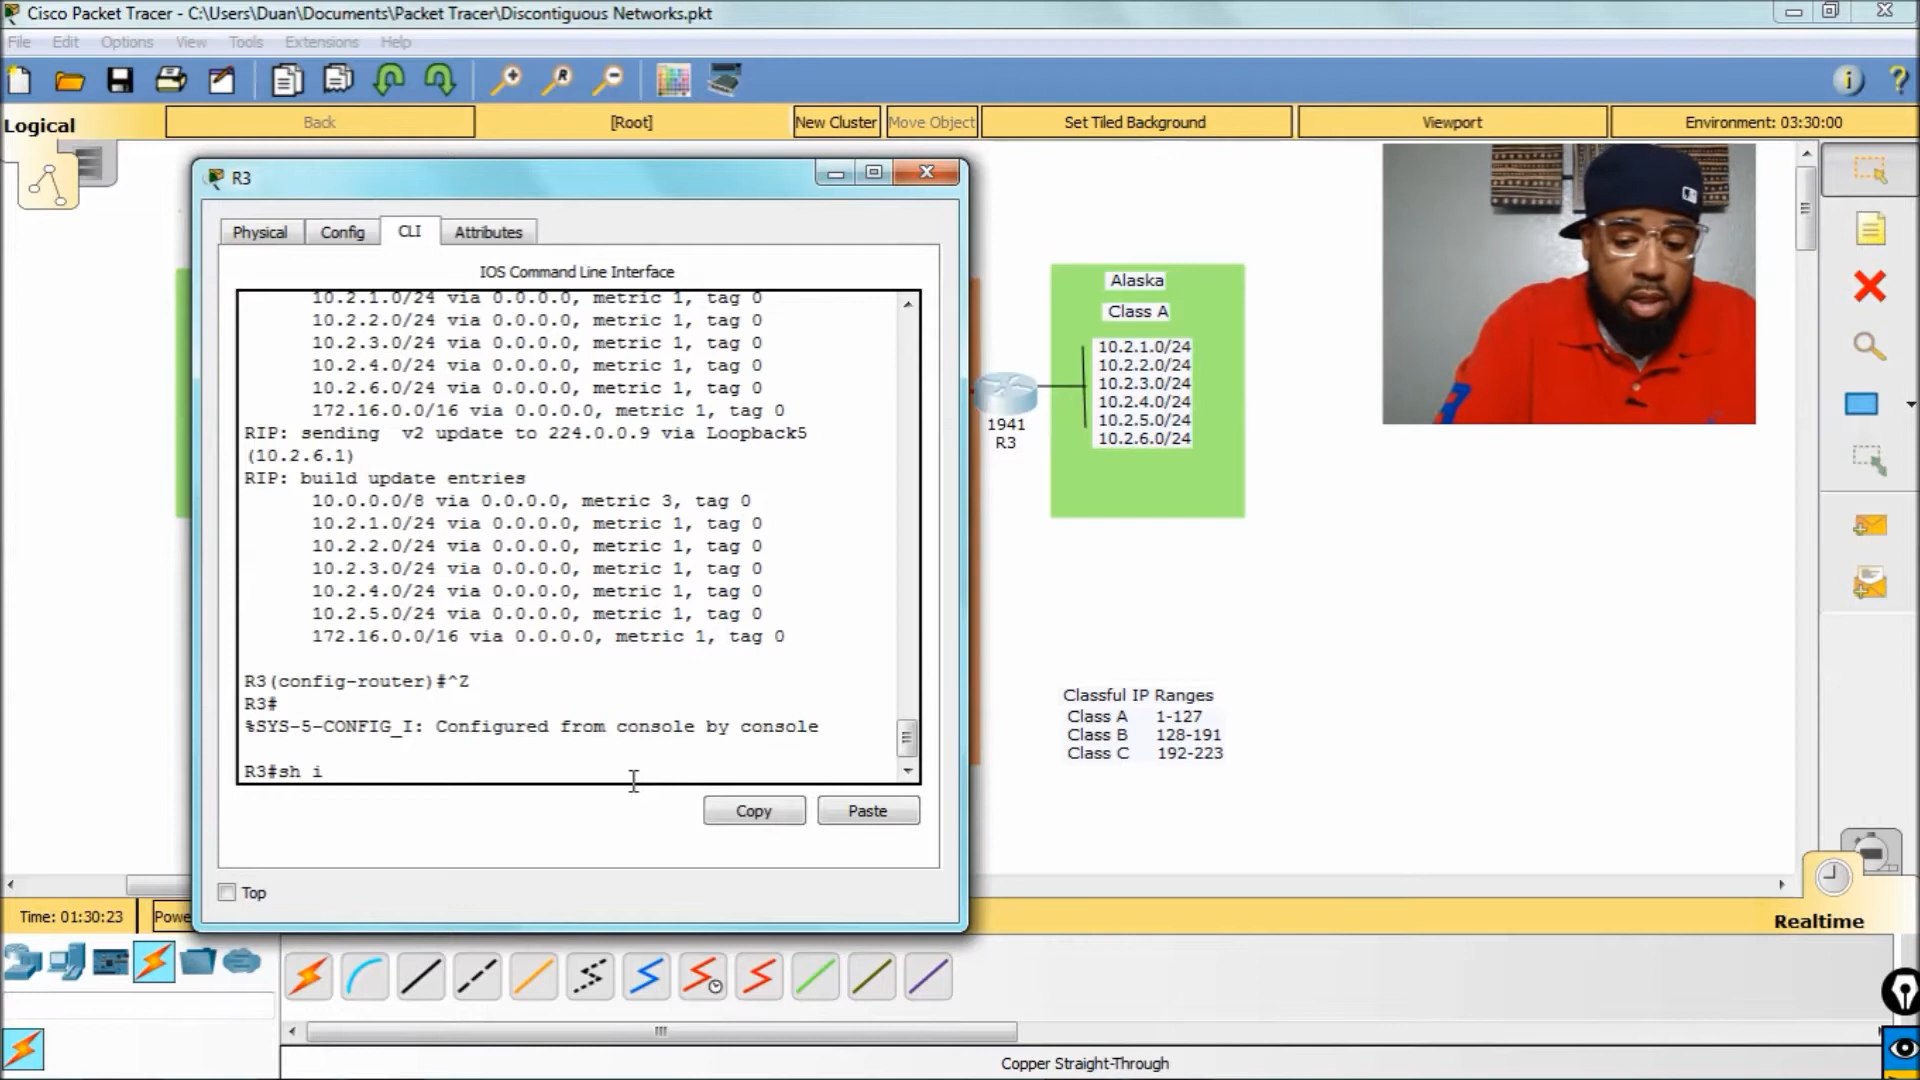 Cisco Packet Tracer - C:\Users\Duan\Documents\Packet Tracer\Discontiguous Networks.pkt
File Edit Options View Tools Extensions Help
Logical Back [Root] New Cluster Move Object Set Tiled Background Viewport Environment: 03:30:00
R3
Physical Config CLI Attributes
IOS Command Line Interface
10.2.1.0/24 via 0.0.0.0, metric 1, tag 0
10.2.2.0/24 via 0.0.0.0, metric 1, tag 0
10.2.3.0/24 via 0.0.0.0, metric 1, tag 0
10.2.4.0/24 via 0.0.0.0, metric 1, tag 0
10.2.6.0/24 via 0.0.0.0, metric 1, tag 0
172.16.0.0/16 via 0.0.0.0, metric 1, tag 0
RIP: sending  v2 update to 224.0.0.9 via Loopback5
(10.2.6.1)
RIP: build update entries
10.0.0.0/8 via 0.0.0.0, metric 3, tag 0
10.2.1.0/24 via 0.0.0.0, metric 1, tag 0
10.2.2.0/24 via 0.0.0.0, metric 1, tag 0
10.2.3.0/24 via 0.0.0.0, metric 1, tag 0
10.2.4.0/24 via 0.0.0.0, metric 1, tag 0
10.2.5.0/24 via 0.0.0.0, metric 1, tag 0
172.16.0.0/16 via 0.0.0.0, metric 1, tag 0
R3(config-router)#^Z
R3#
%SYS-5-CONFIG_I: Configured from console by console
R3#sh i
Copy Paste
Top
1941
R3
Alaska
Class A
10.2.1.0/24
10.2.2.0/24
10.2.3.0/24
10.2.4.0/24
10.2.5.0/24
10.2.6.0/24
Classful IP Ranges
Class A 1-127
Class B 128-191
Class C 192-223
Time: 01:30:23 Powe
Realtime
Copper Straight-Through